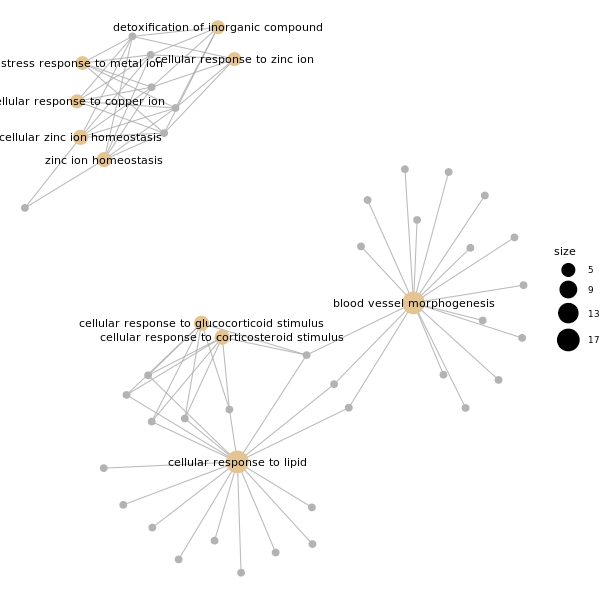 detoxification of inorganic compound
stress response to metal ion
cellular response to zinc ion
ellular response to copper ion
cellular zinc ion homeostasis
zinc ion homeostasis
size
5
9
13
17
blood vessel morphogenesis
cellular response to glucocorticoid stimulus
cellular response to corticosteroid stimulus
cellular response to lipid